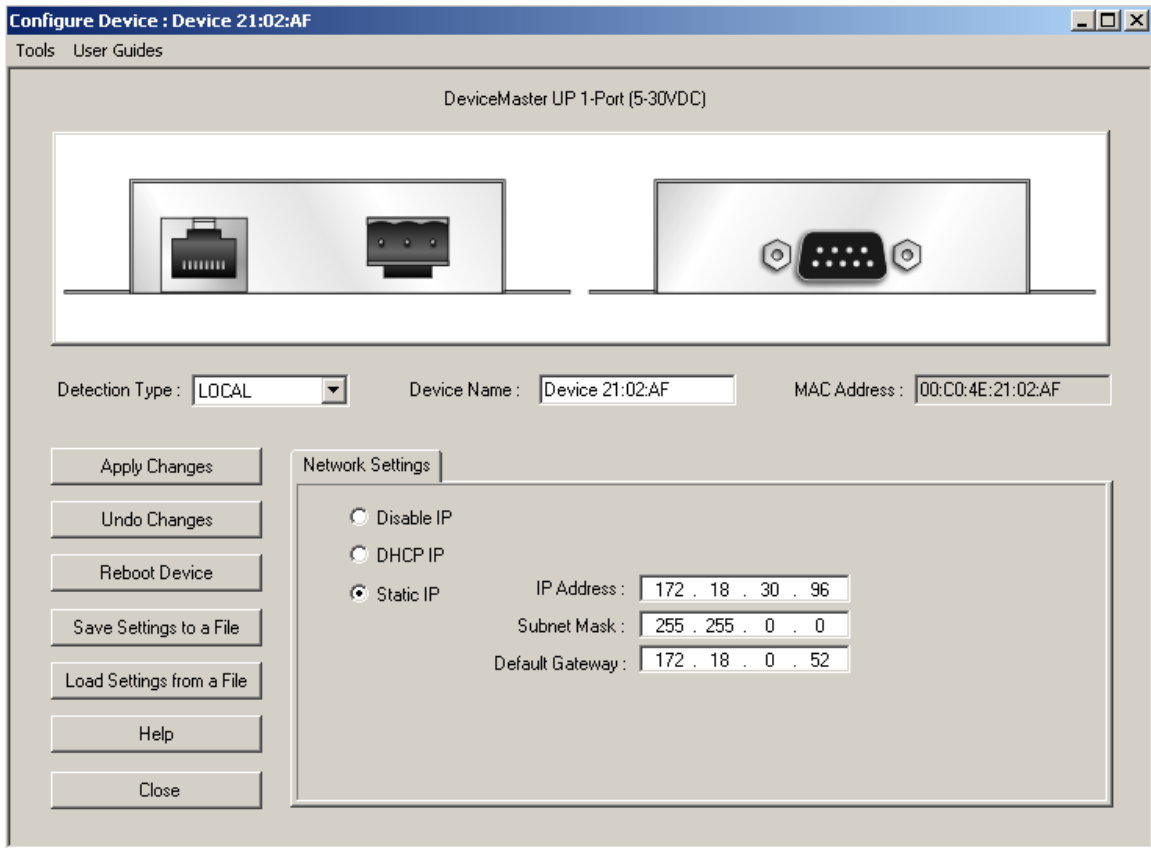 Configure Device : Device 21:02:AF
Tools User Guides
DeviceMaster UP 1-Port (5-30VDC)
Detection Type : LOCAL Device Name : Device 21:02:AF MAC Address : 00:C0:4E:21:02:AF
Apply Changes
Undo Changes
Reboot Device
Save Settings to a File
Load Settings from a File
Help
Close
Network Settings
Disable IP
DHCP IP
Static IP
IP Address : 172 . 18 . 30 . 96
Subnet Mask : 255 . 255 . 0 . 0
Default Gateway : 172 . 18 . 0 . 52